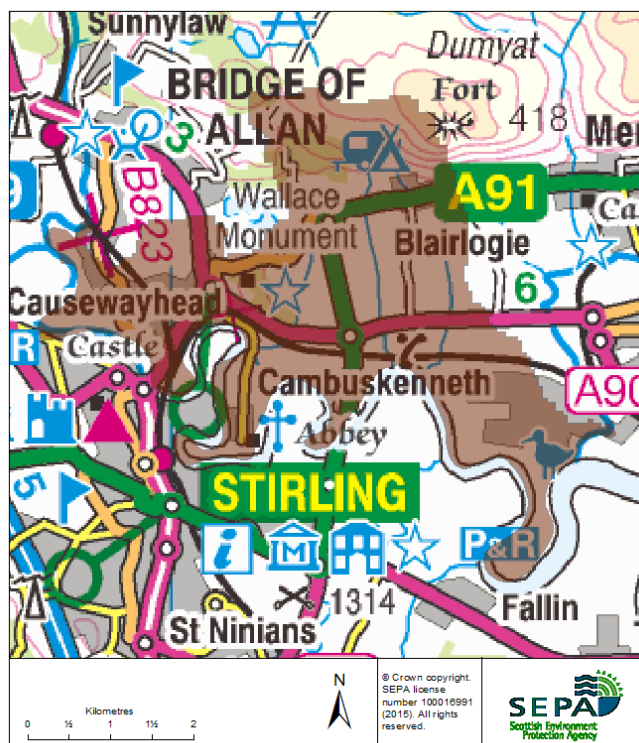 Sunnylaw
Dumyat
Fort
418
BRIDGE OF
ALLAN
3
B823
Wallace
Monument
A91
Blairlogie
6
Causewayhead
Castle
R
Cambuskenneth
A90
Abbey
STIRLING
5
i
M
P&R
1314
Fallin
St Ninians
Kilometres
0 ½ 1 1½ 2
N
© Crown copyright.
SEPA license
number 100016991
(2015). All rights
reserved.
SEPA
Scottish Environment
Protection Agency